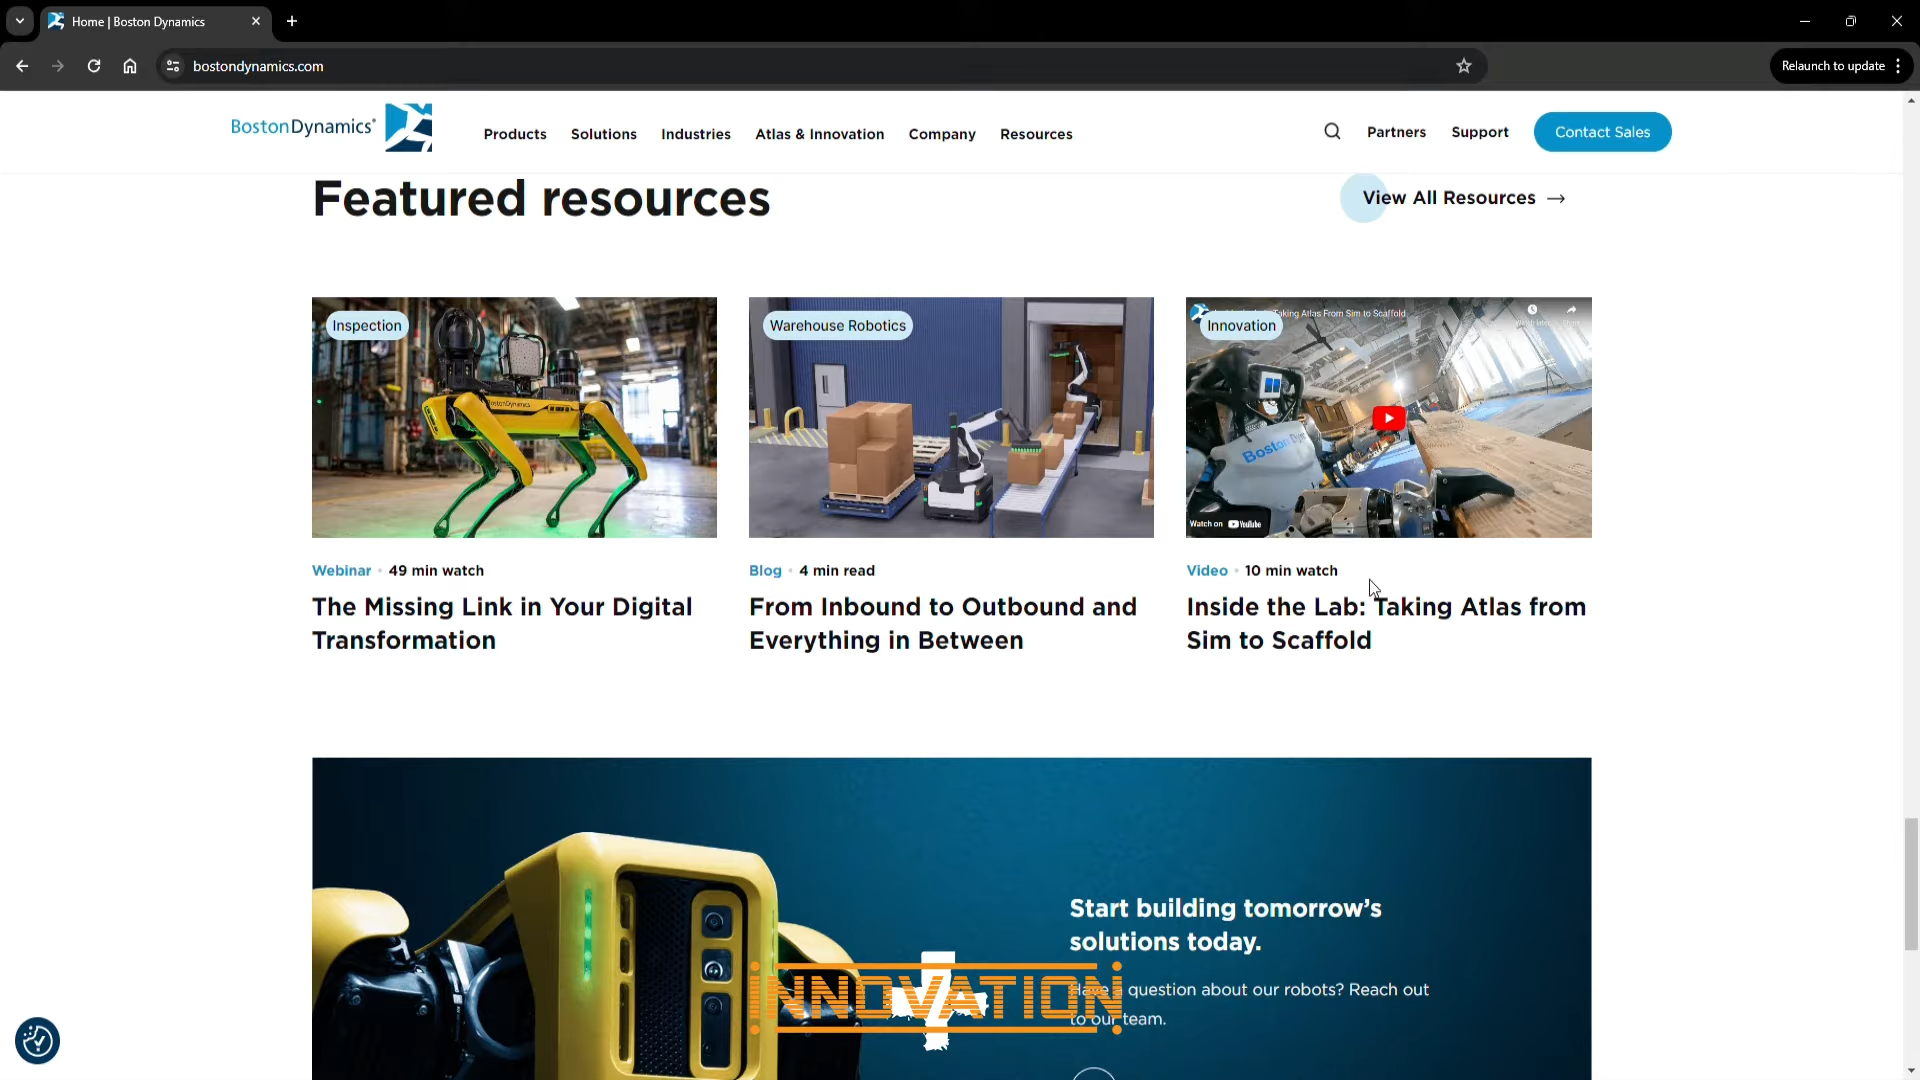 Home | Boston Dynamics
bostondynamics.com
Relaunch to update
BostonDynamics®
Products
Solutions
Industries
Atlas & Innovation
Company
Resources
Partners
Support
Contact Sales
Featured resources
View All Resources →
Inspection
BostonDynamics
Warehouse Robotics
Taking Atlas From Sim to Scaffold
Innovation
Watch on YouTube
Webinar • 49 min watch
The Missing Link in Your Digital
Transformation
Blog • 4 min read
From Inbound to Outbound and
Everything in Between
Video • 10 min watch
Inside the Lab: Taking Atlas from
Sim to Scaffold
Start building tomorrow’s
solutions today.
Have a question about our robots? Reach out
to our team.
INNOVATION